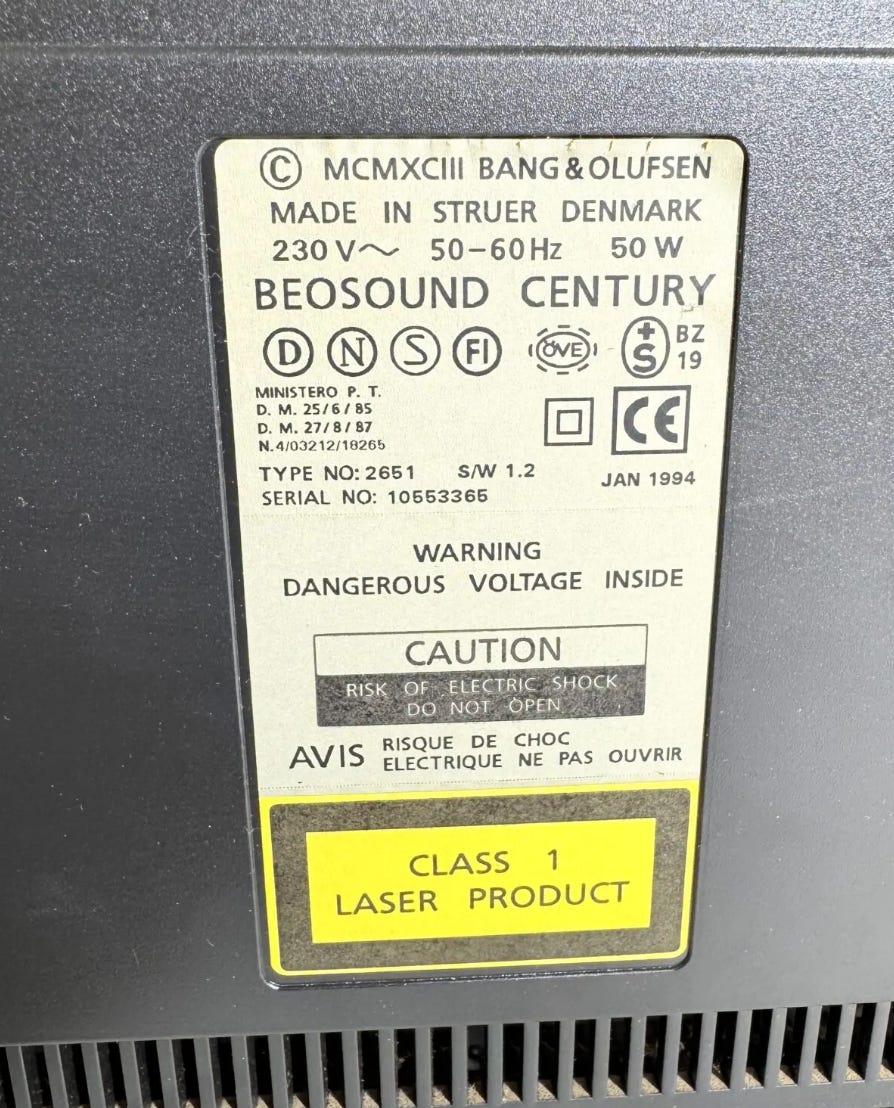 © MCMXCIII BANG & OLUFSEN
MADE IN STRUER DENMARK
230 V~ 50-60Hz 50 W
BEOSOUND CENTURY
D N S FI ÖVE +S BZ 19
MINISTERO P. T.
D. M. 25/6/85
D. M. 27/8/87
N.4/03212/18265
CE
TYPE NO: 2651 S/W 1.2 JAN 1994
SERIAL NO: 10553365
WARNING
DANGEROUS VOLTAGE INSIDE
CAUTION
RISK OF ELECTRIC SHOCK
DO NOT OPEN
AVIS RISQUE DE CHOC
ELECTRIQUE NE PAS OUVRIR
CLASS 1
LASER PRODUCT